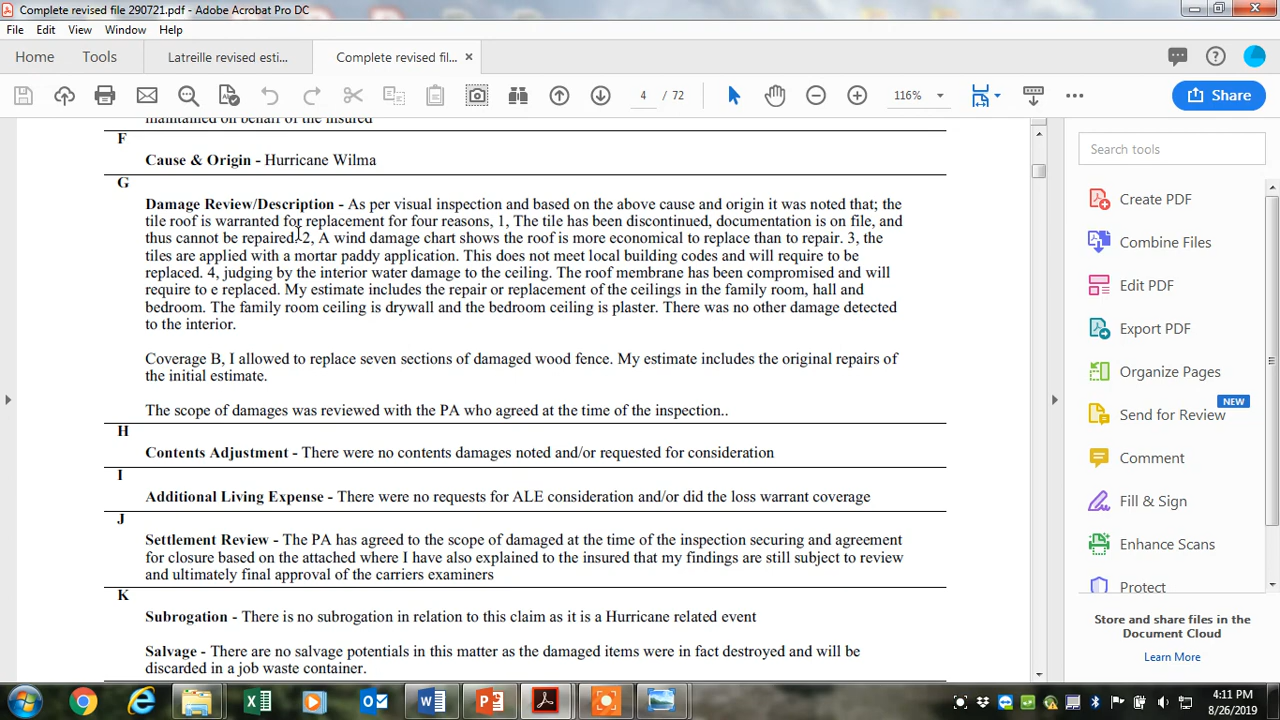 Complete revised file 290721.pdf - Adobe Acrobat Pro DC
File Edit View Window Help
Home Tools Latreille revised esti... Complete revised fil... ×
4 / 72 116% Share
maintained on behalf of the insured
F
Cause & Origin - Hurricane Wilma
G
Damage Review/Description - As per visual inspection and based on the above cause and origin it was noted that; the
tile roof is warranted for replacement for four reasons, 1, The tile has been discontinued, documentation is on file, and
thus cannot be repaired. 2, A wind damage chart shows the roof is more economical to replace than to repair. 3, the
tiles are applied with a mortar paddy application. This does not meet local building codes and will require to be
replaced. 4, judging by the interior water damage to the ceiling. The roof membrane has been compromised and will
require to e replaced. My estimate includes the repair or replacement of the ceilings in the family room, hall and
bedroom. The family room ceiling is drywall and the bedroom ceiling is plaster. There was no other damage detected
to the interior.
Coverage B, I allowed to replace seven sections of damaged wood fence. My estimate includes the original repairs of
the initial estimate.
The scope of damages was reviewed with the PA who agreed at the time of the inspection..
H
Contents Adjustment - There were no contents damages noted and/or requested for consideration
I
Additional Living Expense - There were no requests for ALE consideration and/or did the loss warrant coverage
J
Settlement Review - The PA has agreed to the scope of damaged at the time of the inspection securing and agreement
for closure based on the attached where I have also explained to the insured that my findings are still subject to review
and ultimately final approval of the carriers examiners
K
Subrogation - There is no subrogation in relation to this claim as it is a Hurricane related event
Salvage - There are no salvage potentials in this matter as the damaged items were in fact destroyed and will be
discarded in a job waste container.
Search tools
Create PDF
Combine Files
Edit PDF
Export PDF
Organize Pages
NEW
Send for Review
Comment
Fill & Sign
Enhance Scans
Protect
Store and share files in the
Document Cloud
Learn More
4:11 PM
8/26/2019